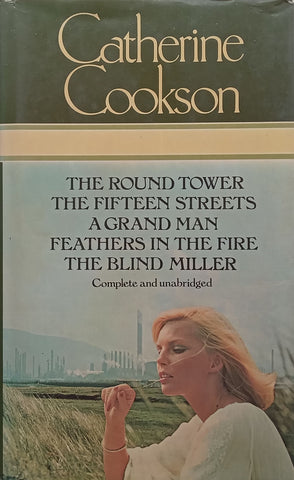 Catherine
Cookson
THE ROUND TOWER
THE FIFTEEN STREETS
A GRAND MAN
FEATHERS IN THE FIRE
THE BLIND MILLER
Complete and unabridged